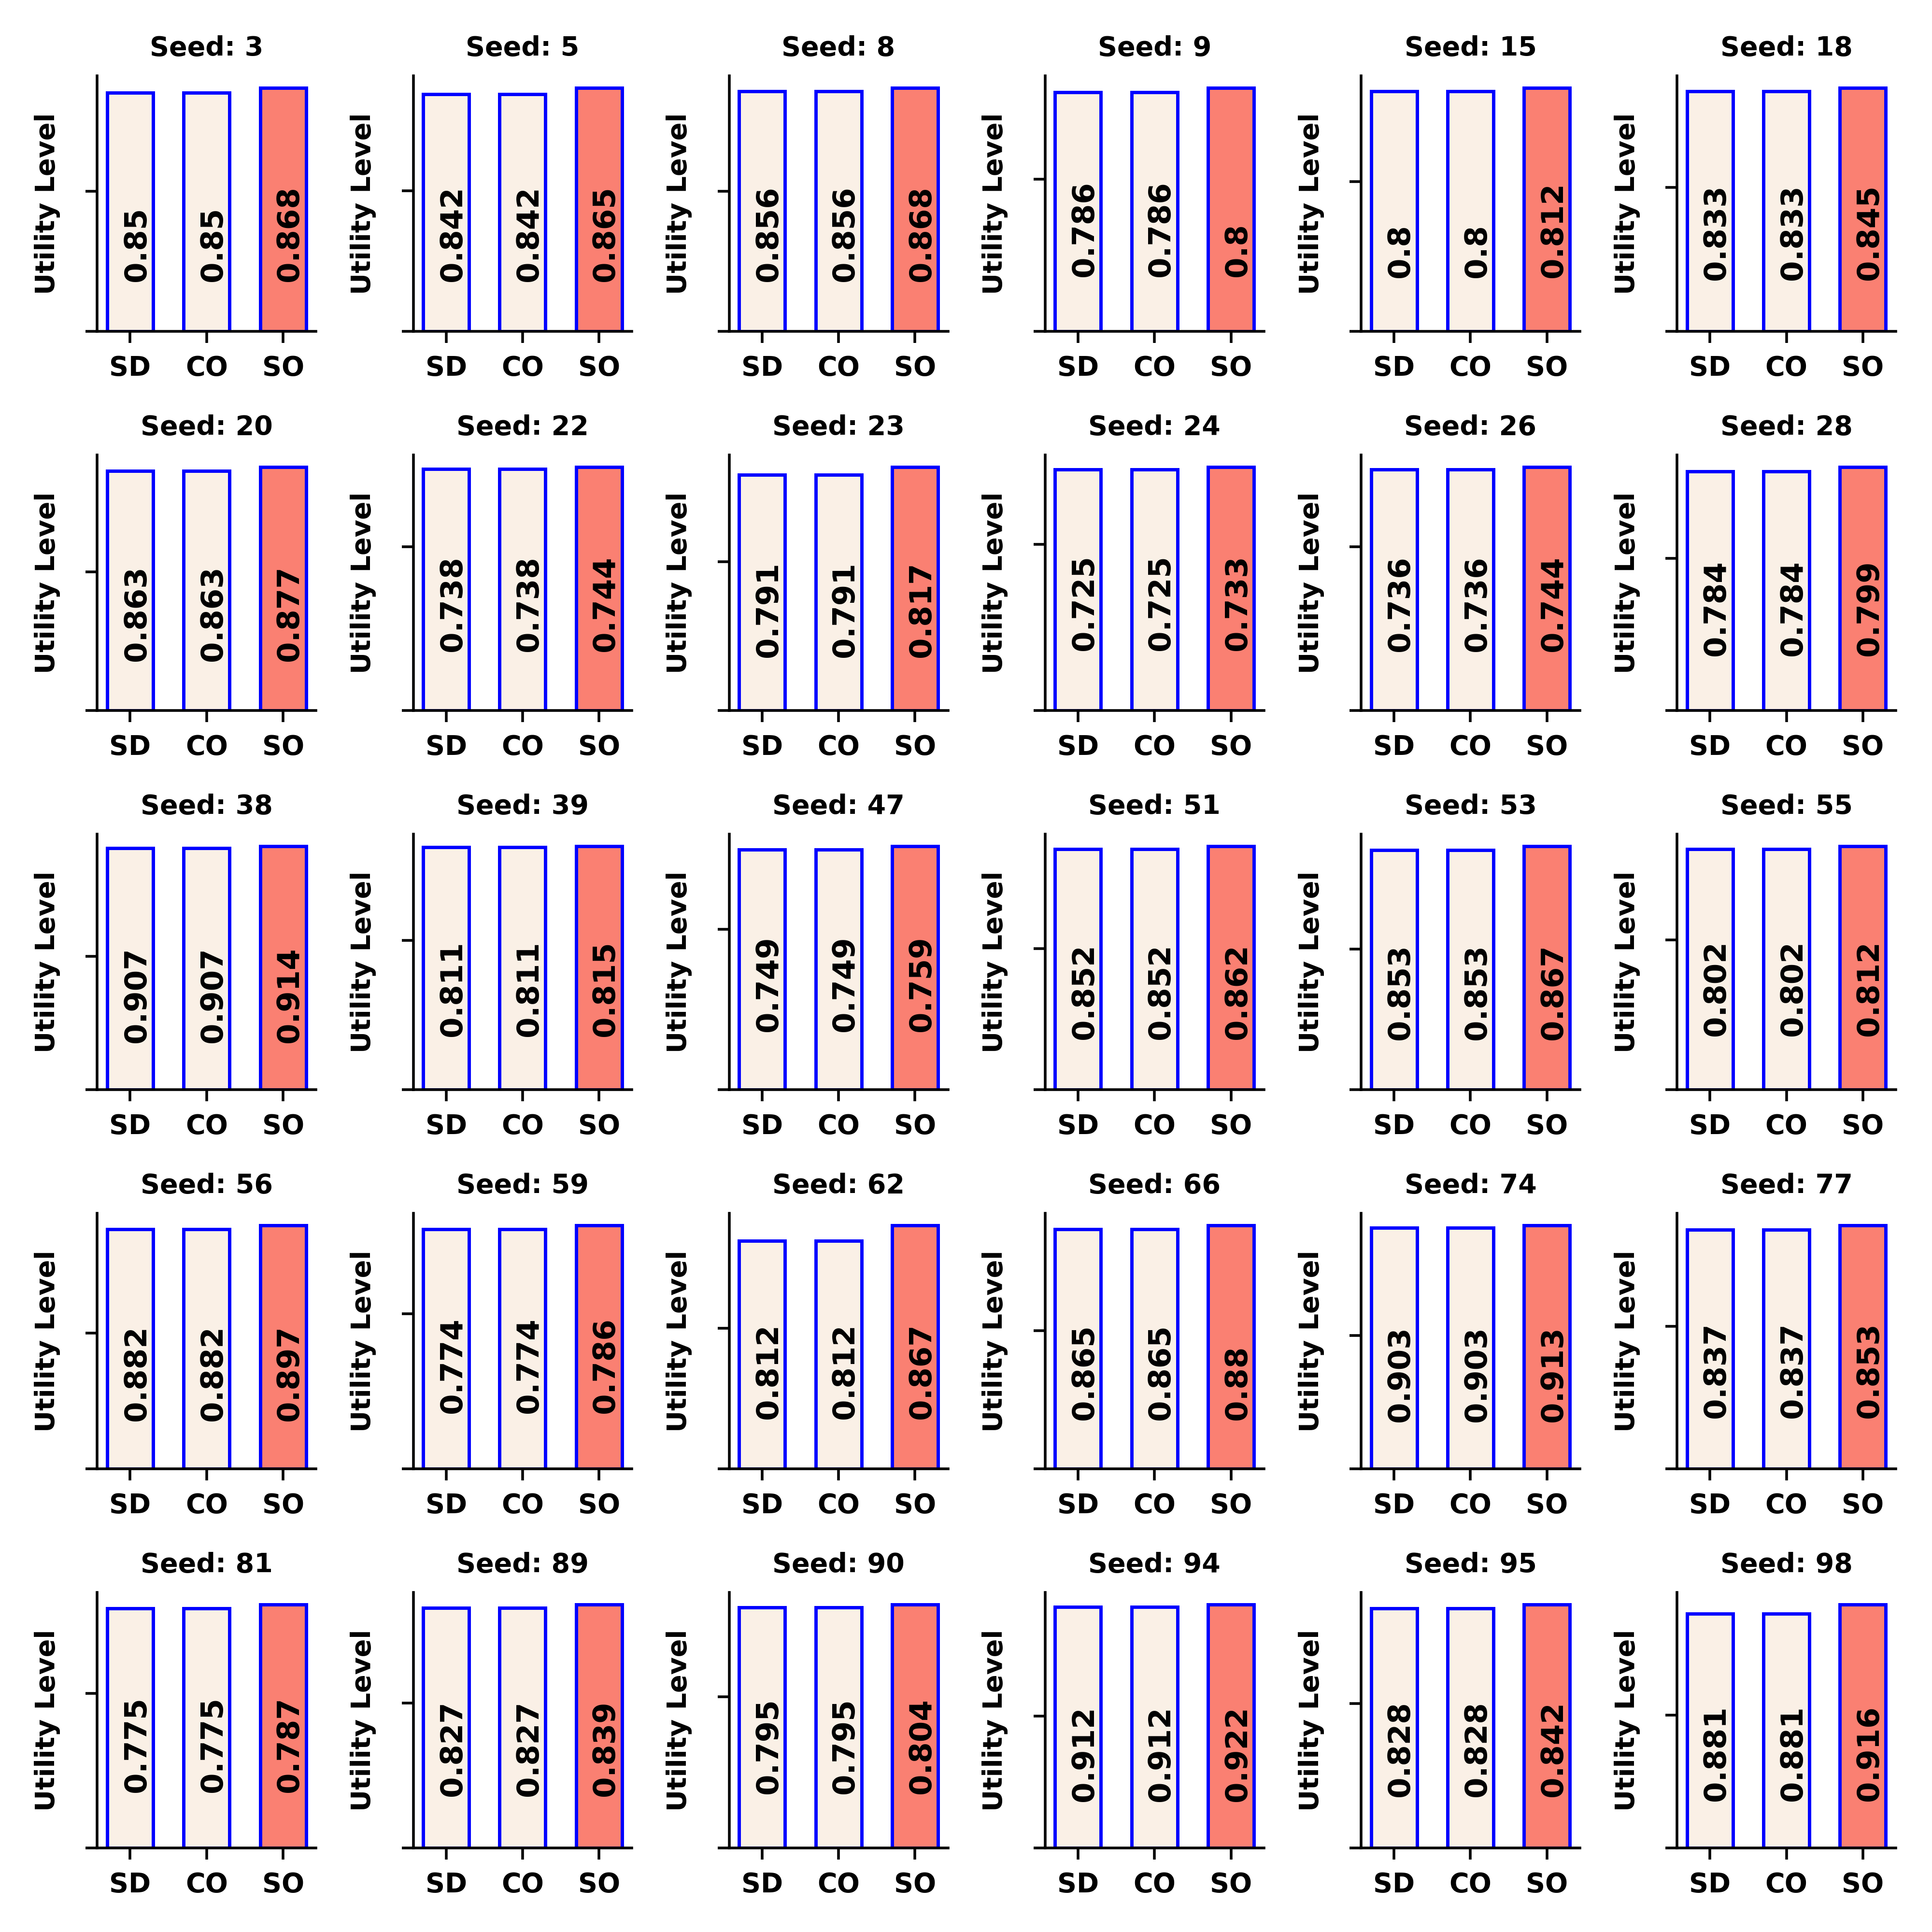 Seed: 3
Utility Level
0.85
0.85
0.868
SD CO SO
Seed: 5
Utility Level
0.842
0.842
0.865
SD CO SO
Seed: 8
Utility Level
0.856
0.856
0.868
SD CO SO
Seed: 9
Utility Level
0.786
0.786
0.8
SD CO SO
Seed: 15
Utility Level
0.8
0.8
0.812
SD CO SO
Seed: 18
Utility Level
0.833
0.833
0.845
SD CO SO
Seed: 20
Utility Level
0.863
0.863
0.877
SD CO SO
Seed: 22
Utility Level
0.738
0.738
0.744
SD CO SO
Seed: 23
Utility Level
0.791
0.791
0.817
SD CO SO
Seed: 24
Utility Level
0.725
0.725
0.733
SD CO SO
Seed: 26
Utility Level
0.736
0.736
0.744
SD CO SO
Seed: 28
Utility Level
0.784
0.784
0.799
SD CO SO
Seed: 38
Utility Level
0.907
0.907
0.914
SD CO SO
Seed: 39
Utility Level
0.811
0.811
0.815
SD CO SO
Seed: 47
Utility Level
0.749
0.749
0.759
SD CO SO
Seed: 51
Utility Level
0.852
0.852
0.862
SD CO SO
Seed: 53
Utility Level
0.853
0.853
0.867
SD CO SO
Seed: 55
Utility Level
0.802
0.802
0.812
SD CO SO
Seed: 56
Utility Level
0.882
0.882
0.897
SD CO SO
Seed: 59
Utility Level
0.774
0.774
0.786
SD CO SO
Seed: 62
Utility Level
0.812
0.812
0.867
SD CO SO
Seed: 66
Utility Level
0.865
0.865
0.88
SD CO SO
Seed: 74
Utility Level
0.903
0.903
0.913
SD CO SO
Seed: 77
Utility Level
0.837
0.837
0.853
SD CO SO
Seed: 81
Utility Level
0.775
0.775
0.787
SD CO SO
Seed: 89
Utility Level
0.827
0.827
0.839
SD CO SO
Seed: 90
Utility Level
0.795
0.795
0.804
SD CO SO
Seed: 94
Utility Level
0.912
0.912
0.922
SD CO SO
Seed: 95
Utility Level
0.828
0.828
0.842
SD CO SO
Seed: 98
Utility Level
0.881
0.881
0.916
SD CO SO